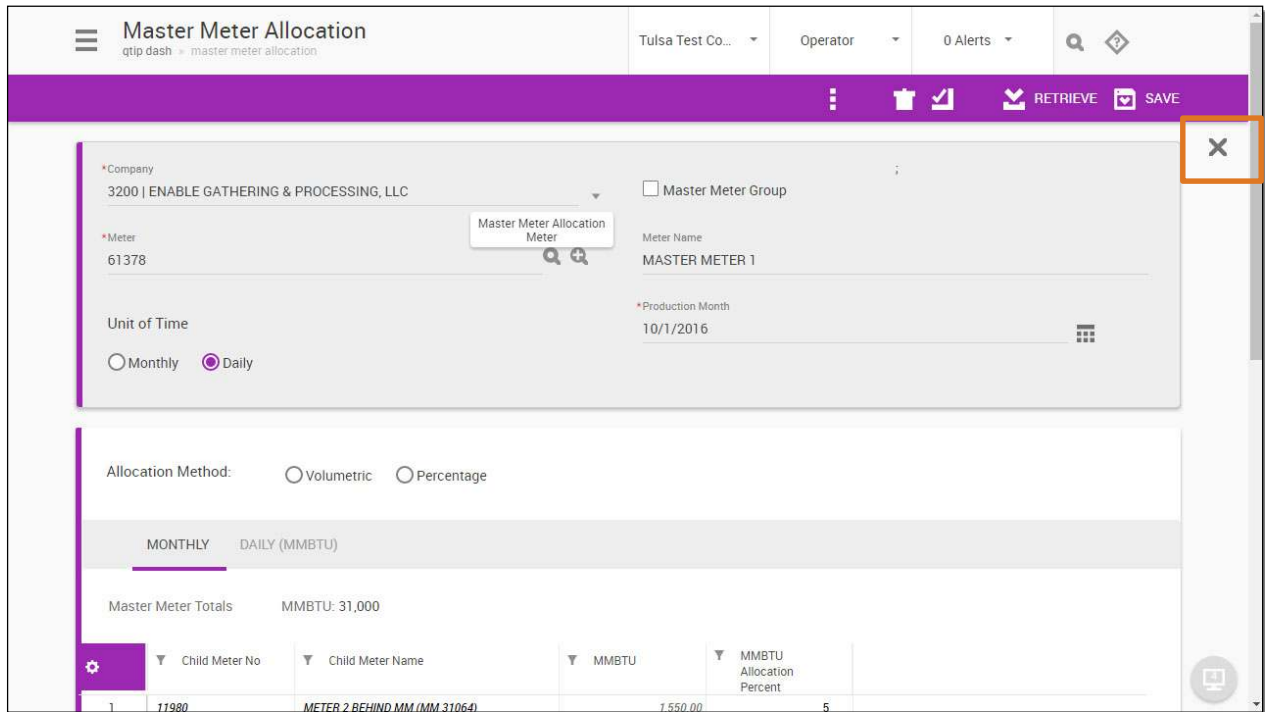 Master Meter Allocation
qtip dash » master meter allocation
Tulsa Test Co...
Operator
0 Alerts
RETRIEVE
SAVE
*Company
3200 | ENABLE GATHERING & PROCESSING, LLC
Master Meter Group
;
Master Meter Allocation
Meter
*Meter
61378
Meter Name
MASTER METER 1
Unit of Time
Monthly Daily
*Production Month
10/1/2016
Allocation Method: Volumetric Percentage
MONTHLY DAILY (MMBTU)
Master Meter Totals MMBTU: 31,000
Child Meter No Child Meter Name MMBTU MMBTU
Allocation
Percent
1 11980 METER 2 BEHIND MM (MM 31064) 1,550.00 5